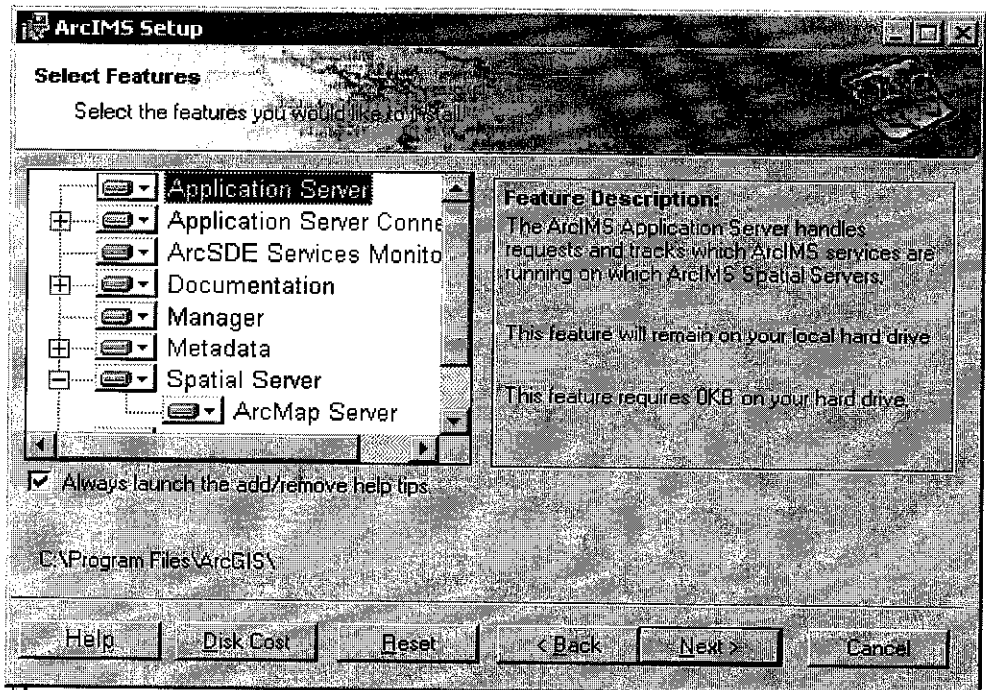 ArcIMS Setup
Select Features
Select the features you would like to install.
Application Server
Application Server Conne
ArcSDE Services Monito
Documentation
Manager
Metadata
Spatial Server
ArcMap Server
Feature Description:
The ArcIMS Application Server handles
requests and tracks which ArcIMS services are
running on which ArcIMS Spatial Servers.
This feature will remain on your local hard drive
This feature requires 0KB on your hard drive.
Always launch the add/remove help tips.
C:\Program Files\ArcGIS\
Help
Disk Cost
Reset
< Back
Next >
Cancel